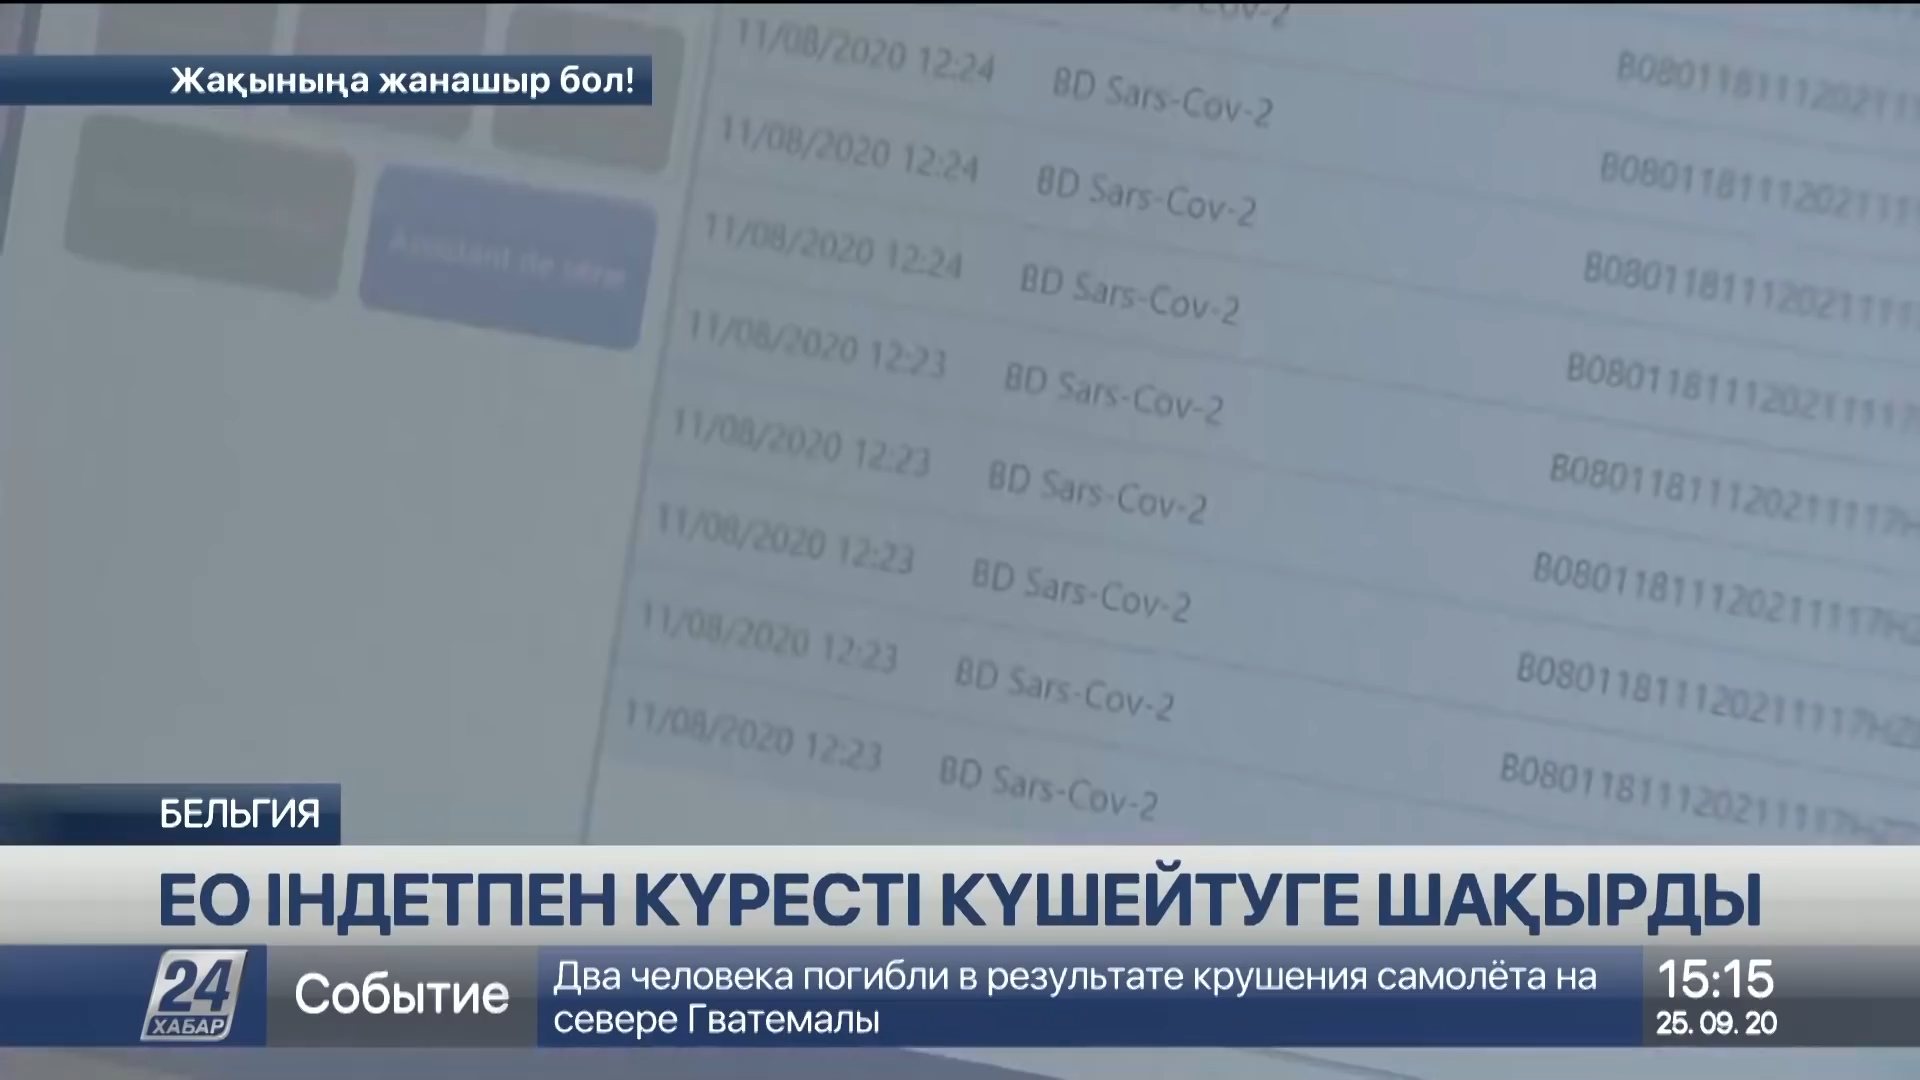 Жақыныңа жанашыр бол!
11/08/2020 12:24 BD Sars-Cov-2
11/08/2020 12:24 BD Sars-Cov-2
11/08/2020 12:24 BD Sars-Cov-2
11/08/2020 12:23 BD Sars-Cov-2
11/08/2020 12:23 BD Sars-Cov-2
11/08/2020 12:23 BD Sars-Cov-2
11/08/2020 12:23 BD Sars-Cov-2
11/08/2020 12:23 BD Sars-Cov-2
БЕЛЬГИЯ
ЕО ІНДЕТПЕН КҮРЕСТІ КҮШЕЙТУГЕ ШАҚЫРДЫ
24
ХАБАР
Событие
Два человека погибли в результате крушения самолёта на
севере Гватемалы
15:15
25. 09. 20